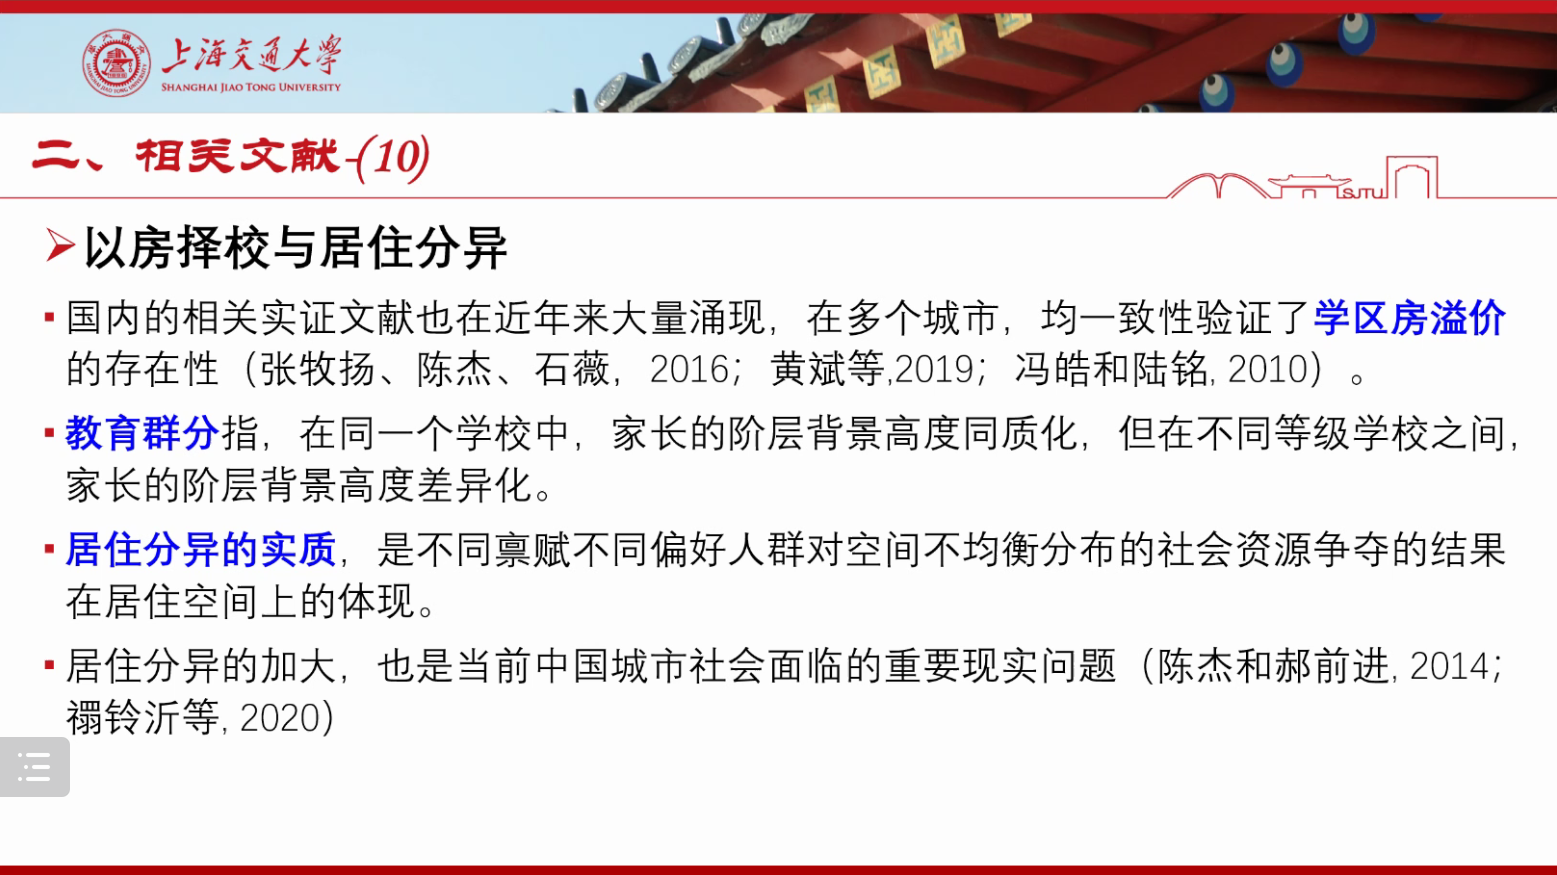 上海交通大学
SHANGHAI JIAO TONG UNIVERSITY
二、相关文献-(10)
SJTU
以房择校与居住分异
国内的相关实证文献也在近年来大量涌现，在多个城市，均一致性验证了学区房溢价
的存在性（张牧扬、陈杰、石薇，2016；黄斌等,2019；冯皓和陆铭, 2010）。
教育群分指，在同一个学校中，家长的阶层背景高度同质化，但在不同等级学校之间，
家长的阶层背景高度差异化。
居住分异的实质，是不同禀赋不同偏好人群对空间不均衡分布的社会资源争夺的结果
在居住空间上的体现。
居住分异的加大，也是当前中国城市社会面临的重要现实问题（陈杰和郝前进, 2014；
禤铃沂等, 2020）